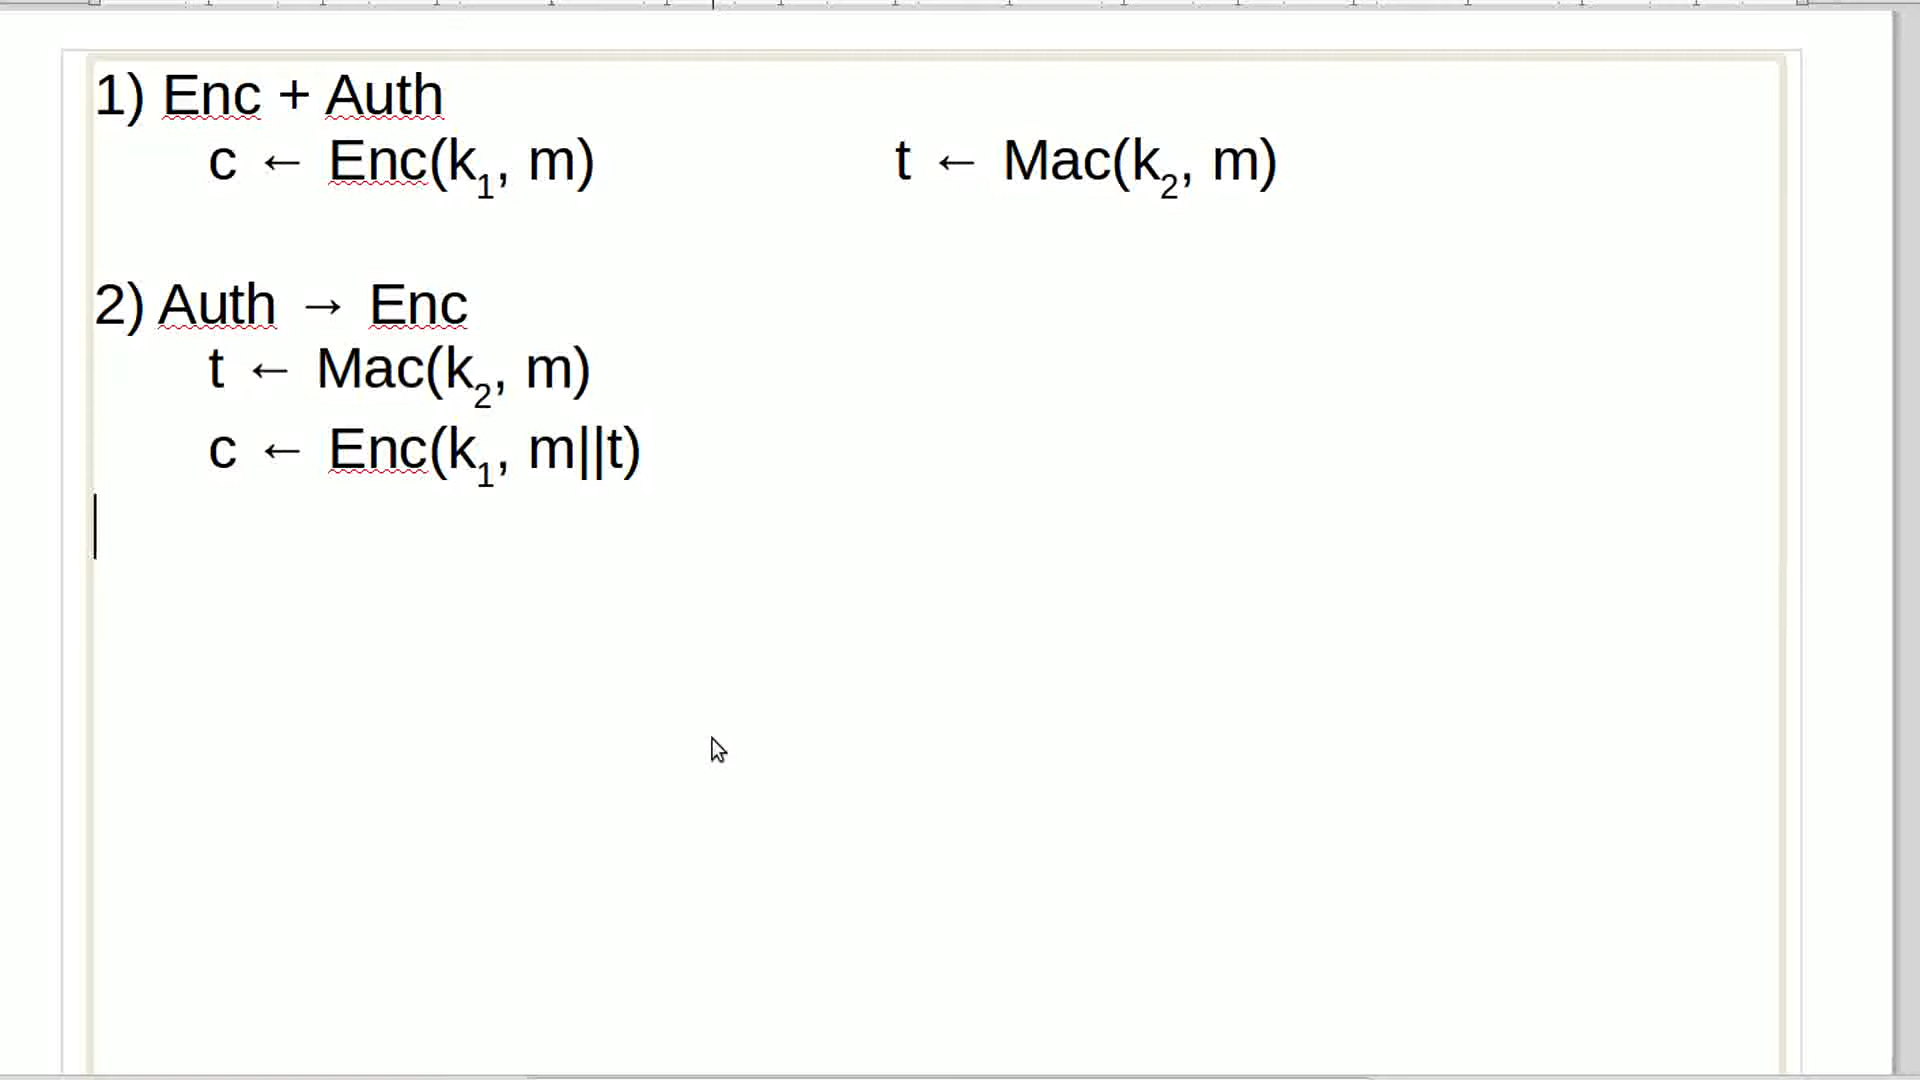 1) Enc + Auth
c ← Enc(k₁, m) t ← Mac(k₂, m)
2) Auth → Enc
t ← Mac(k₂, m)
c ← Enc(k₁, m||t)